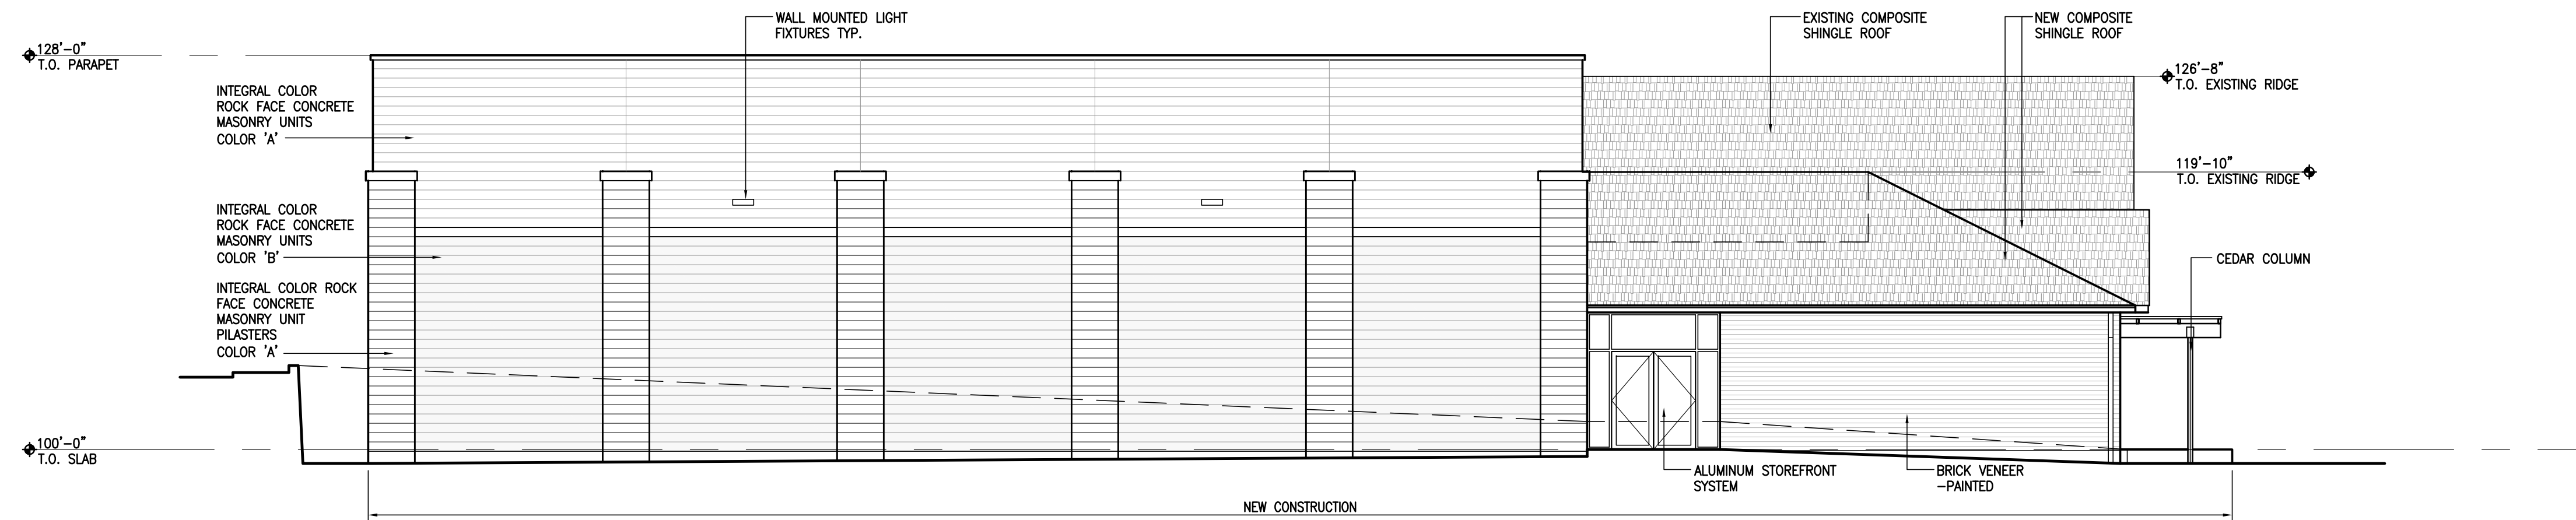 WALL MOUNTED LIGHT
FIXTURES TYP.
EXISTING COMPOSITE
SHINGLE ROOF
NEW COMPOSITE
SHINGLE ROOF
128'-0"
T.O. PARAPET
126'-8"
T.O. EXISTING RIDGE
INTEGRAL COLOR
ROCK FACE CONCRETE
MASONRY UNITS
COLOR 'A'
119'-10"
T.O. EXISTING RIDGE
INTEGRAL COLOR
ROCK FACE CONCRETE
MASONRY UNITS
COLOR 'B'
CEDAR COLUMN
INTEGRAL COLOR ROCK
FACE CONCRETE
MASONRY UNIT
PILASTERS
COLOR 'A'
100'-0"
T.O. SLAB
ALUMINUM STOREFRONT
SYSTEM
BRICK VENEER
-PAINTED
NEW CONSTRUCTION